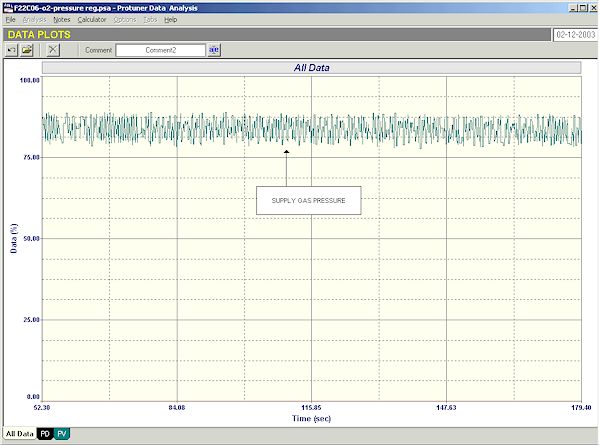 F22C06-o2-pressure reg.psa - Protuner Data Analysis
File Analysis Notes Calculator Options Tabs Help
DATA PLOTS
02-12-2003
Comment Comment2
All Data
100.00
75.00
50.00
25.00
0.00
Data (%)
SUPPLY GAS PRESSURE
52.30 84.08 115.85 147.63 179.40
Time (sec)
All Data PD PV